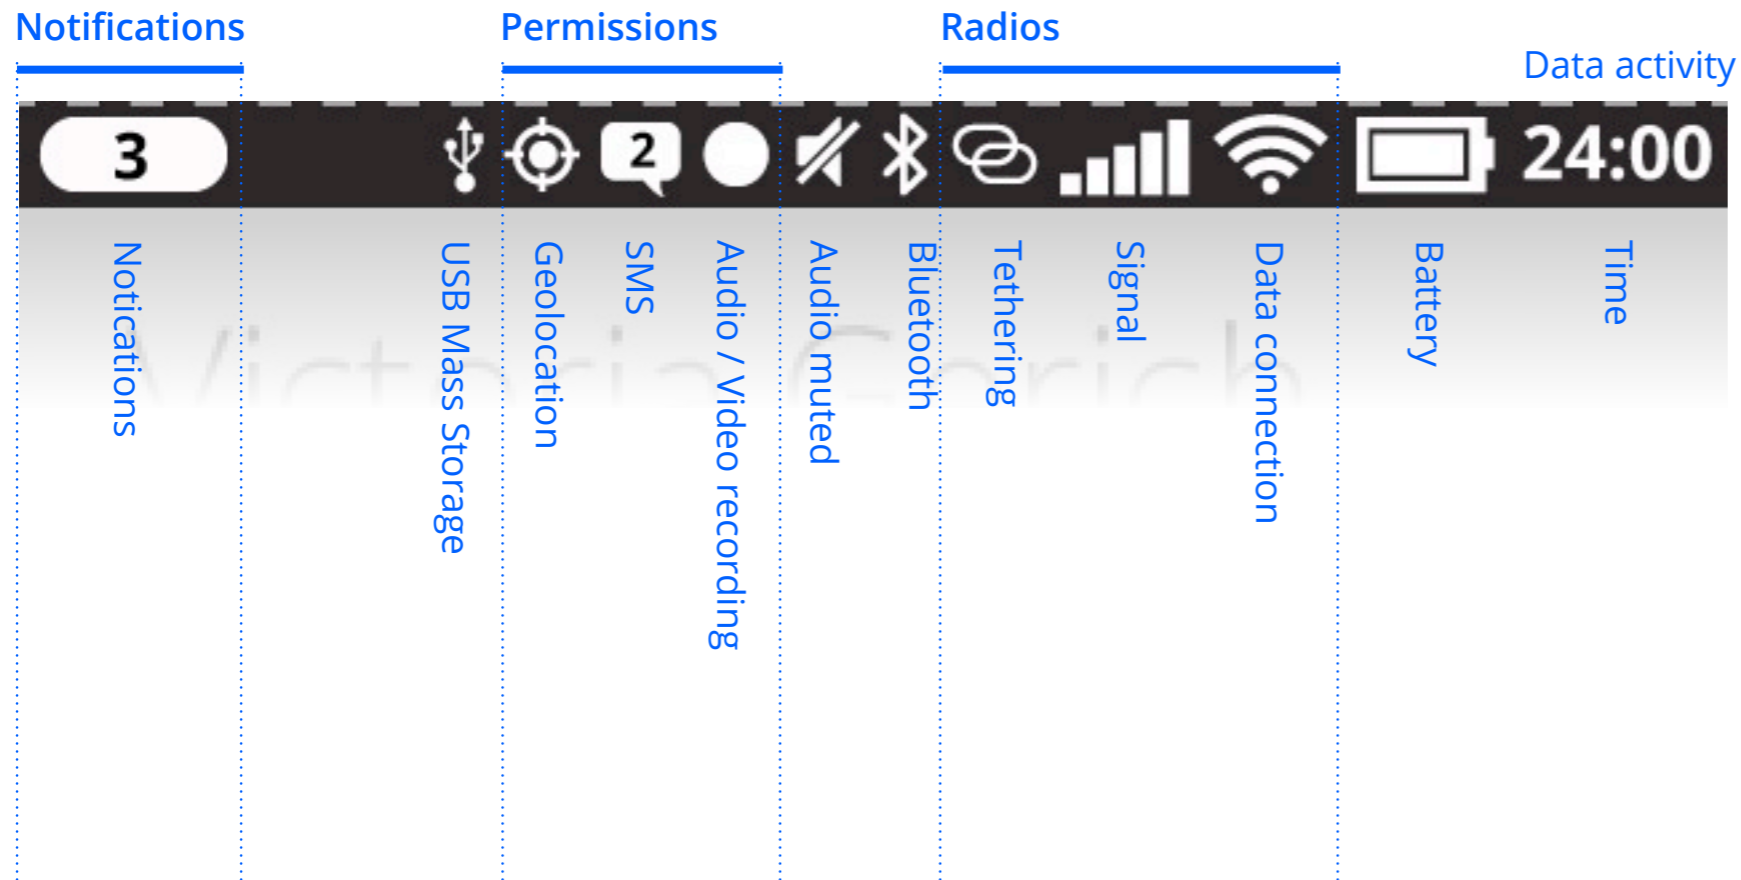 Notifications
Permissions
Radios
Data activity
3
2
24:00
Notications
USB Mass Storage
Geolocation
SMS
Audio / Video recording
Audio muted
Bluetooth
Tethering
Signal
Data connection
Battery
Time